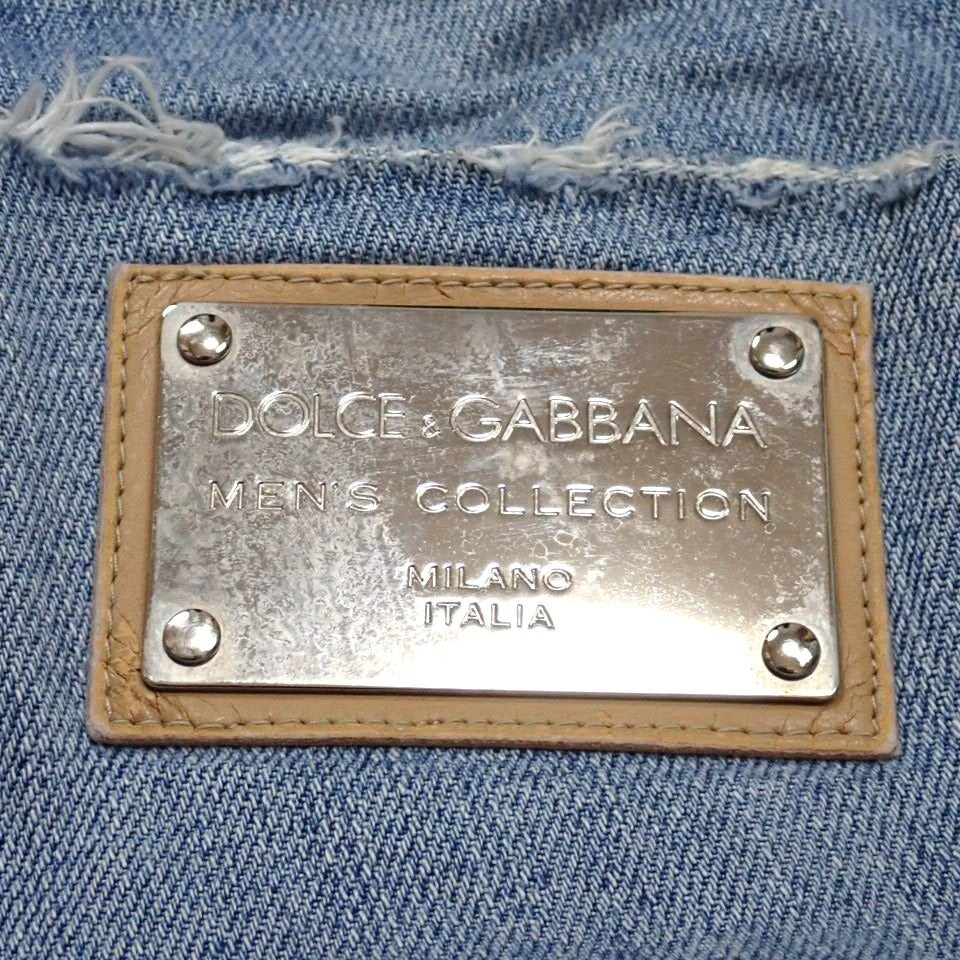 DOLCE & GABBANA
MEN'S COLLECTION
MILANO
ITALIA